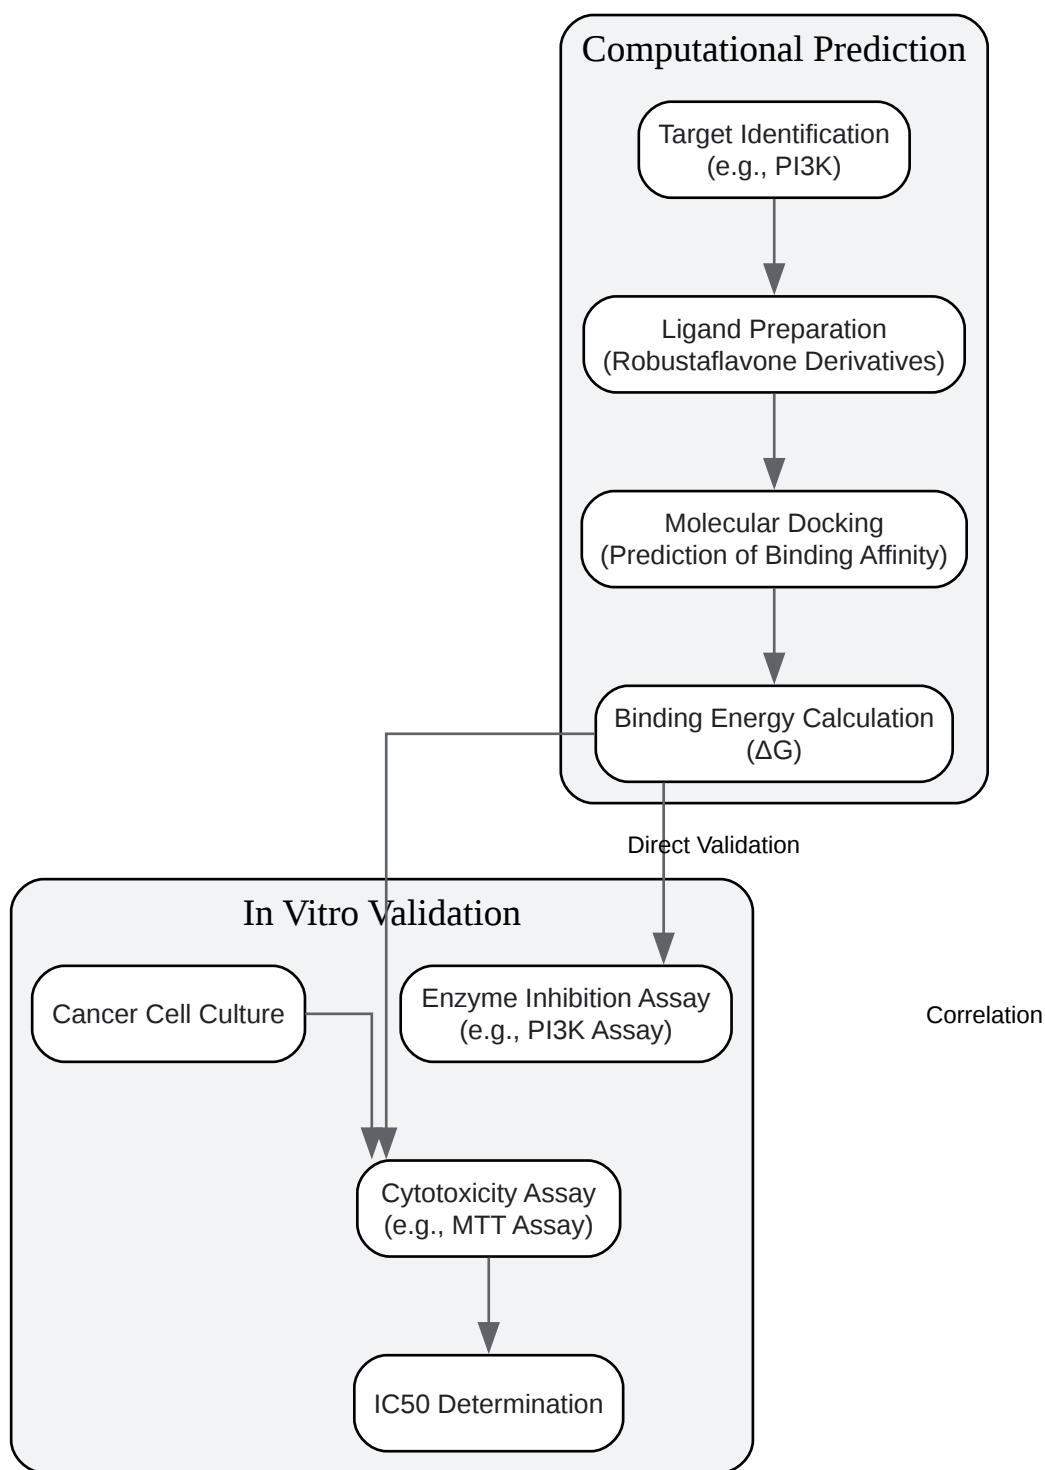 Computational Prediction
Target Identification
(e.g., PI3K)
Ligand Preparation
(Robustaflavone Derivatives)
Molecular Docking
(Prediction of Binding Affinity)
Binding Energy Calculation
(ΔG)
Direct Validation
In Vitro Validation
Cancer Cell Culture
Enzyme Inhibition Assay
(e.g., PI3K Assay)
Correlation
Cytotoxicity Assay
(e.g., MTT Assay)
IC50 Determination